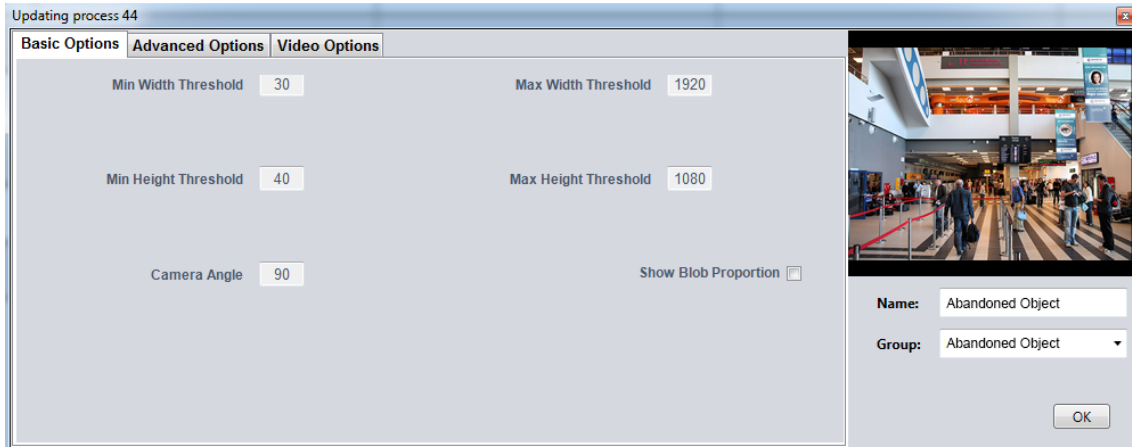 Updating process 44
Basic Options Advanced Options Video Options
Min Width Threshold 30 Max Width Threshold 1920
Min Height Threshold 40 Max Height Threshold 1080
Camera Angle 90 Show Blob Proportion
Name: Abandoned Object
Group: Abandoned Object
OK